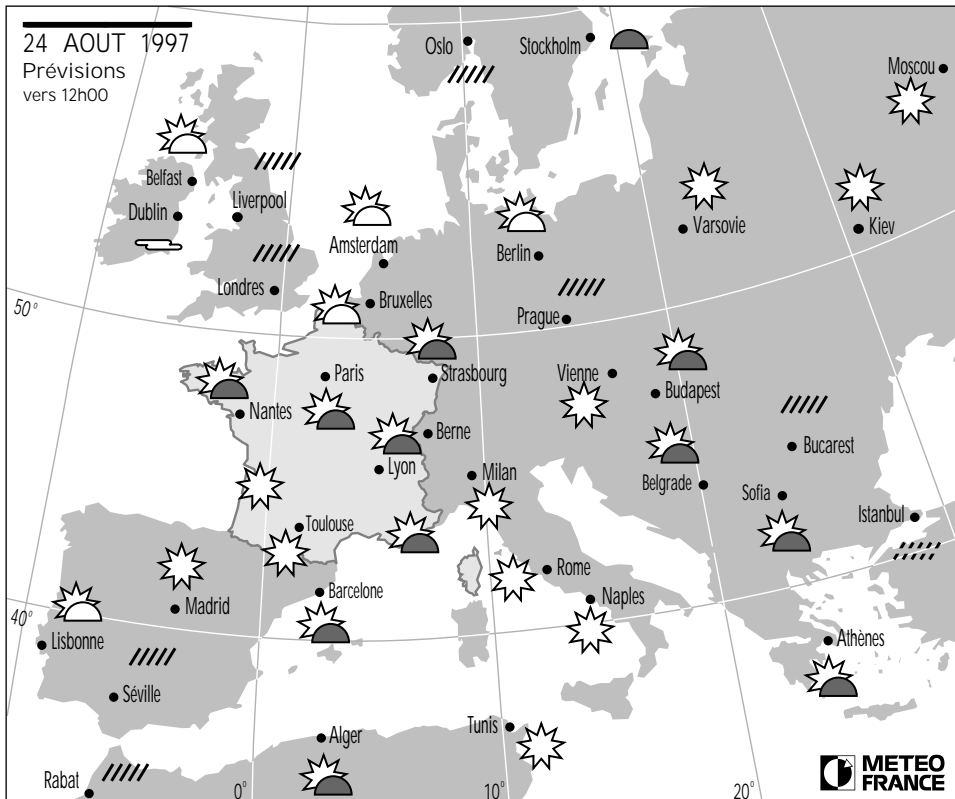 24 AOUT 1997
Prévisions
vers 12h00
Oslo
Stockholm
Moscou
Belfast
Dublin
Liverpool
Amsterdam
Berlin
Varsovie
Kiev
Londres
Bruxelles
Prague
50°
Paris
Strasbourg
Vienne
Budapest
Nantes
Berne
Bucarest
Lyon
Milan
Belgrade
Sofia
Istanbul
Toulouse
Rome
Barcelone
Madrid
Naples
40°
Lisbonne
Athènes
Séville
Alger
Tunis
Rabat
0°
10°
20°
METEO
FRANCE